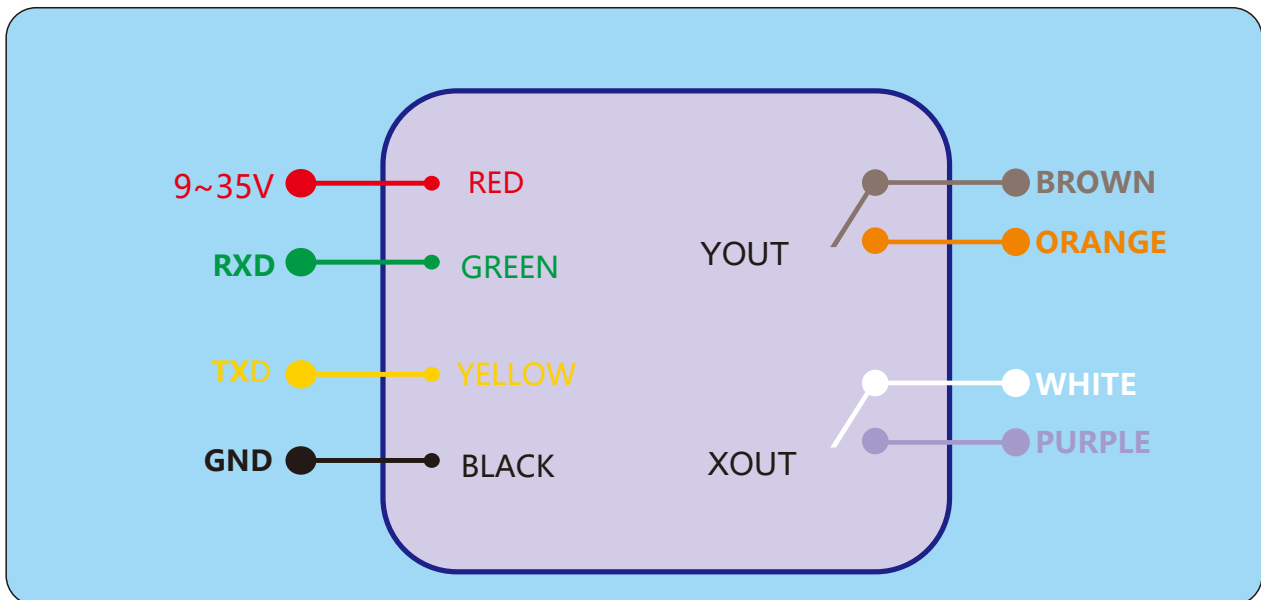 9~35V
RED
BROWN
ORANGE
RXD
GREEN
YOUT
TXD
YELLOW
WHITE
PURPLE
GND
BLACK
XOUT